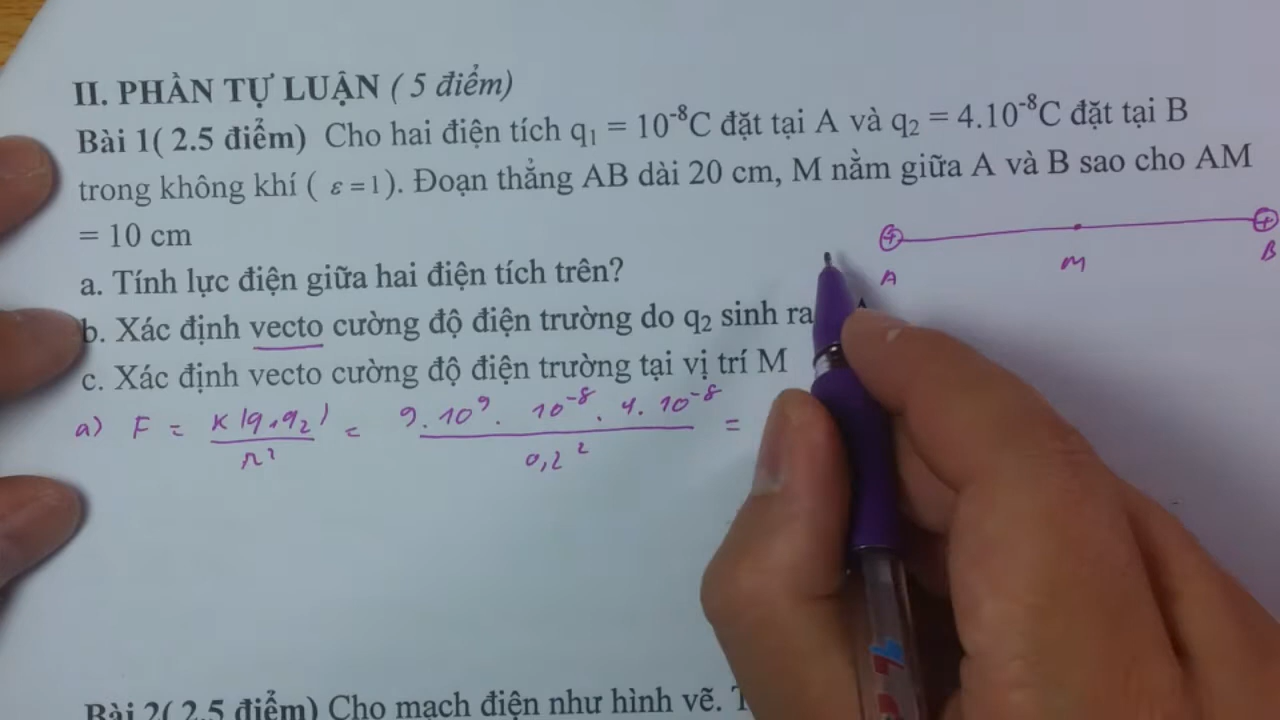 II. PHẦN TỰ LUẬN ( 5 điểm)
Bài 1( 2.5 điểm) Cho hai điện tích q₁ = 10⁻⁸C đặt tại A và q₂ = 4.10⁻⁸C đặt tại B
trong không khí ( ε = 1). Đoạn thẳng AB dài 20 cm, M nằm giữa A và B sao cho AM
= 10 cm
a. Tính lực điện giữa hai điện tích trên?
b. Xác định vecto cường độ điện trường do q₂ sinh ra
c. Xác định vecto cường độ điện trường tại vị trí M
+ +
A M B
a) F = K|q₁q₂| / r² = 9.10⁹. 10⁻⁸. 4.10⁻⁸ / 0,2² =
Bài 2( 2.5 điểm) Cho mạch điện như hình vẽ.